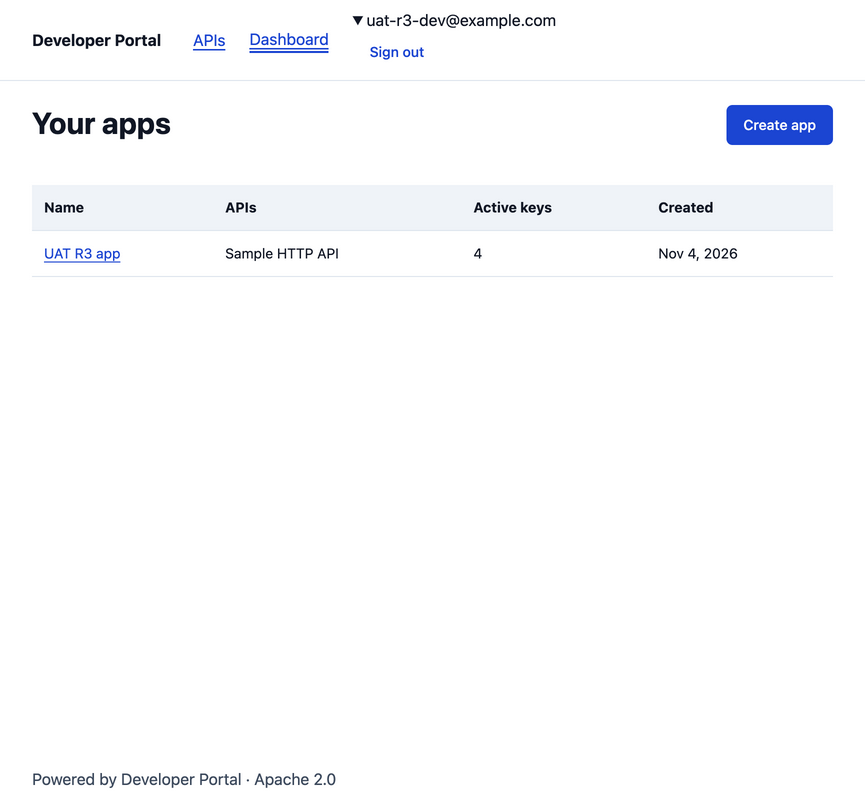 Developer Portal APIs Dashboard ▼ uat-r3-dev@example.com
Sign out
Your apps Create app
Name APIs Active keys Created
UAT R3 app Sample HTTP API 4 Nov 4, 2026
Powered by Developer Portal · Apache 2.0